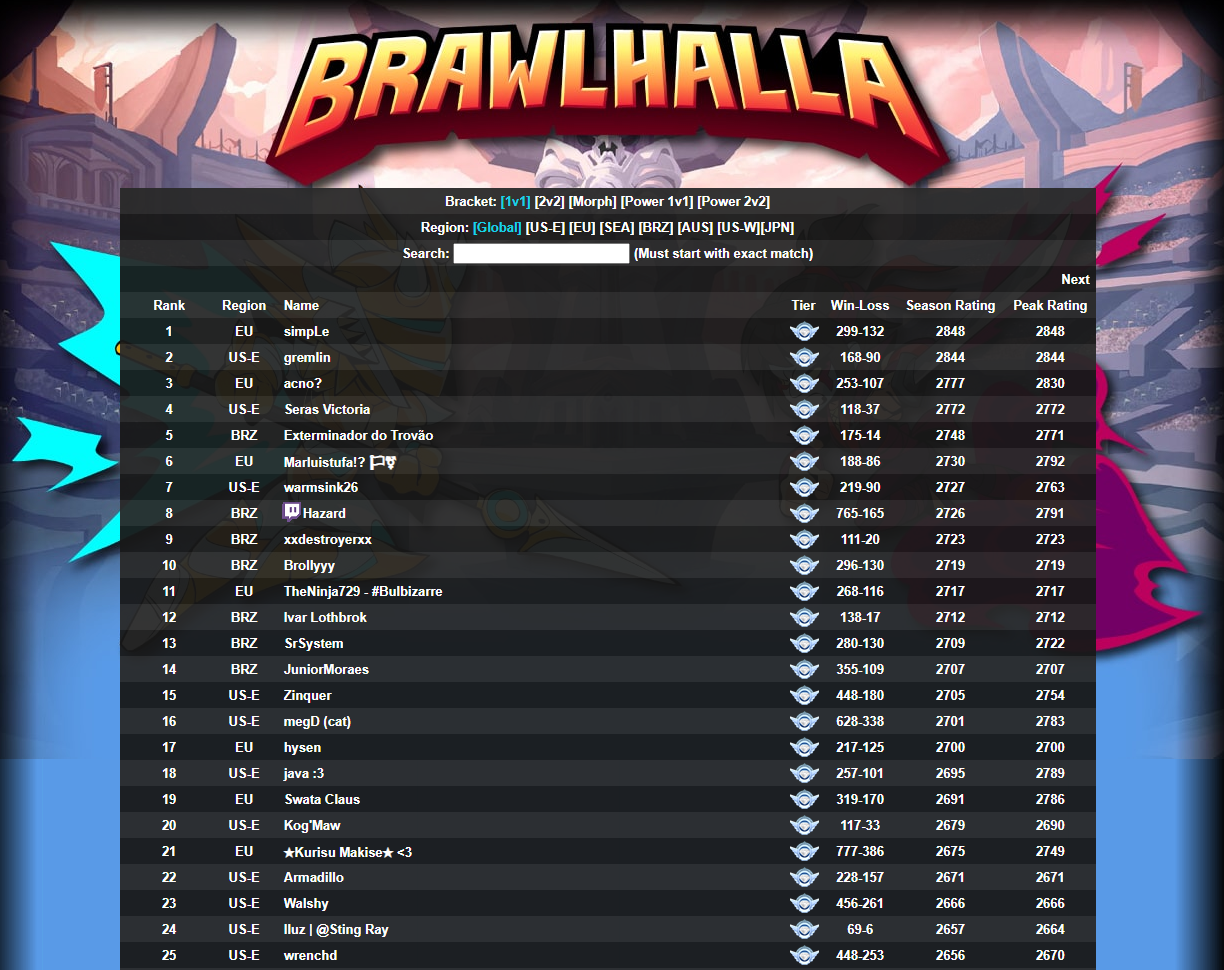 BRAWLHALLA
Bracket: [1v1] [2v2] [Morph] [Power 1v1] [Power 2v2]
Region: [Global] [US-E] [EU] [SEA] [BRZ] [AUS] [US-W][JPN]
Search: (Must start with exact match)
Next
Rank Region Name Tier Win-Loss Season Rating Peak Rating
1 EU simpLe 299-132 2848 2848
2 US-E gremlin 168-90 2844 2844
3 EU acno? 253-107 2777 2830
4 US-E Seras Victoria 118-37 2772 2772
5 BRZ Exterminador do Trovão 175-14 2748 2771
6 EU Marluistufa!? 188-86 2730 2792
7 US-E warmsink26 219-90 2727 2763
8 BRZ Hazard 765-165 2726 2791
9 BRZ xxdestroyerxx 111-20 2723 2723
10 BRZ Brollyyy 296-130 2719 2719
11 EU TheNinja729 - #Bulbizarre 268-116 2717 2717
12 BRZ Ivar Lothbrok 138-17 2712 2712
13 BRZ SrSystem 280-130 2709 2722
14 BRZ JuniorMoraes 355-109 2707 2707
15 US-E Zinquer 448-180 2705 2754
16 US-E megD (cat) 628-338 2701 2783
17 EU hysen 217-125 2700 2700
18 US-E java :3 257-101 2695 2789
19 EU Swata Claus 319-170 2691 2786
20 US-E Kog'Maw 117-33 2679 2690
21 EU ★Kurisu Makise★ <3 777-386 2675 2749
22 US-E Armadillo 228-157 2671 2671
23 US-E Walshy 456-261 2666 2666
24 US-E Iluz | @Sting Ray 69-6 2657 2664
25 US-E wrenchd 448-253 2656 2670